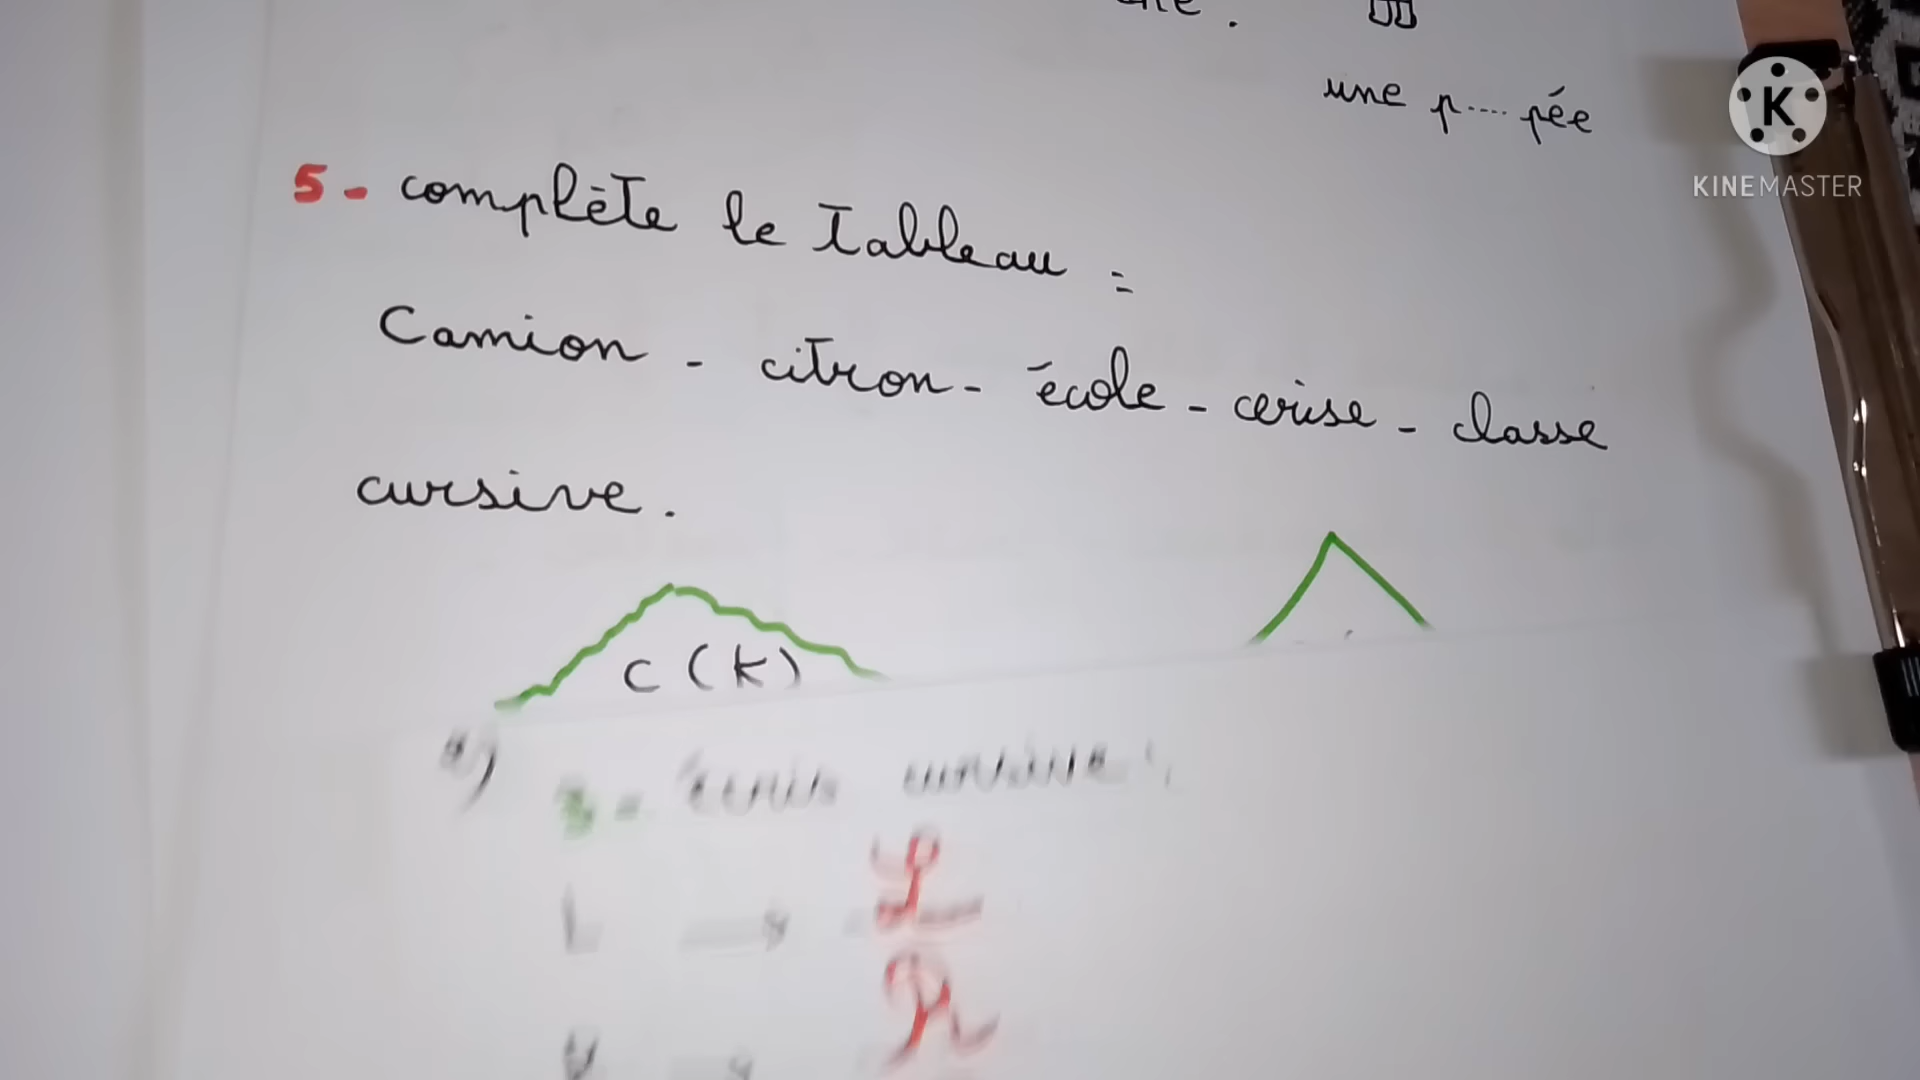 une p.... pée
K
KINEMASTER
5 - complète le tableau :
Camion - citron - école - cerise - classe
cursive.
c (k)
L